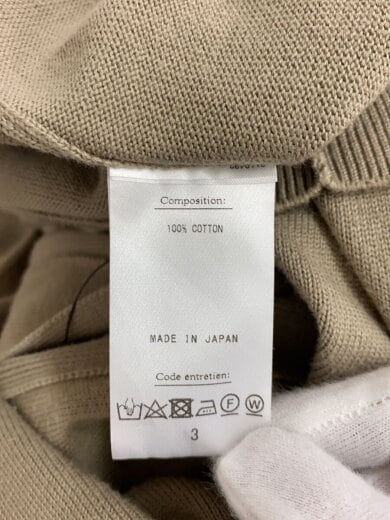 Composition:
100% COTTON
MADE IN JAPAN
Code entretien:
F W
3